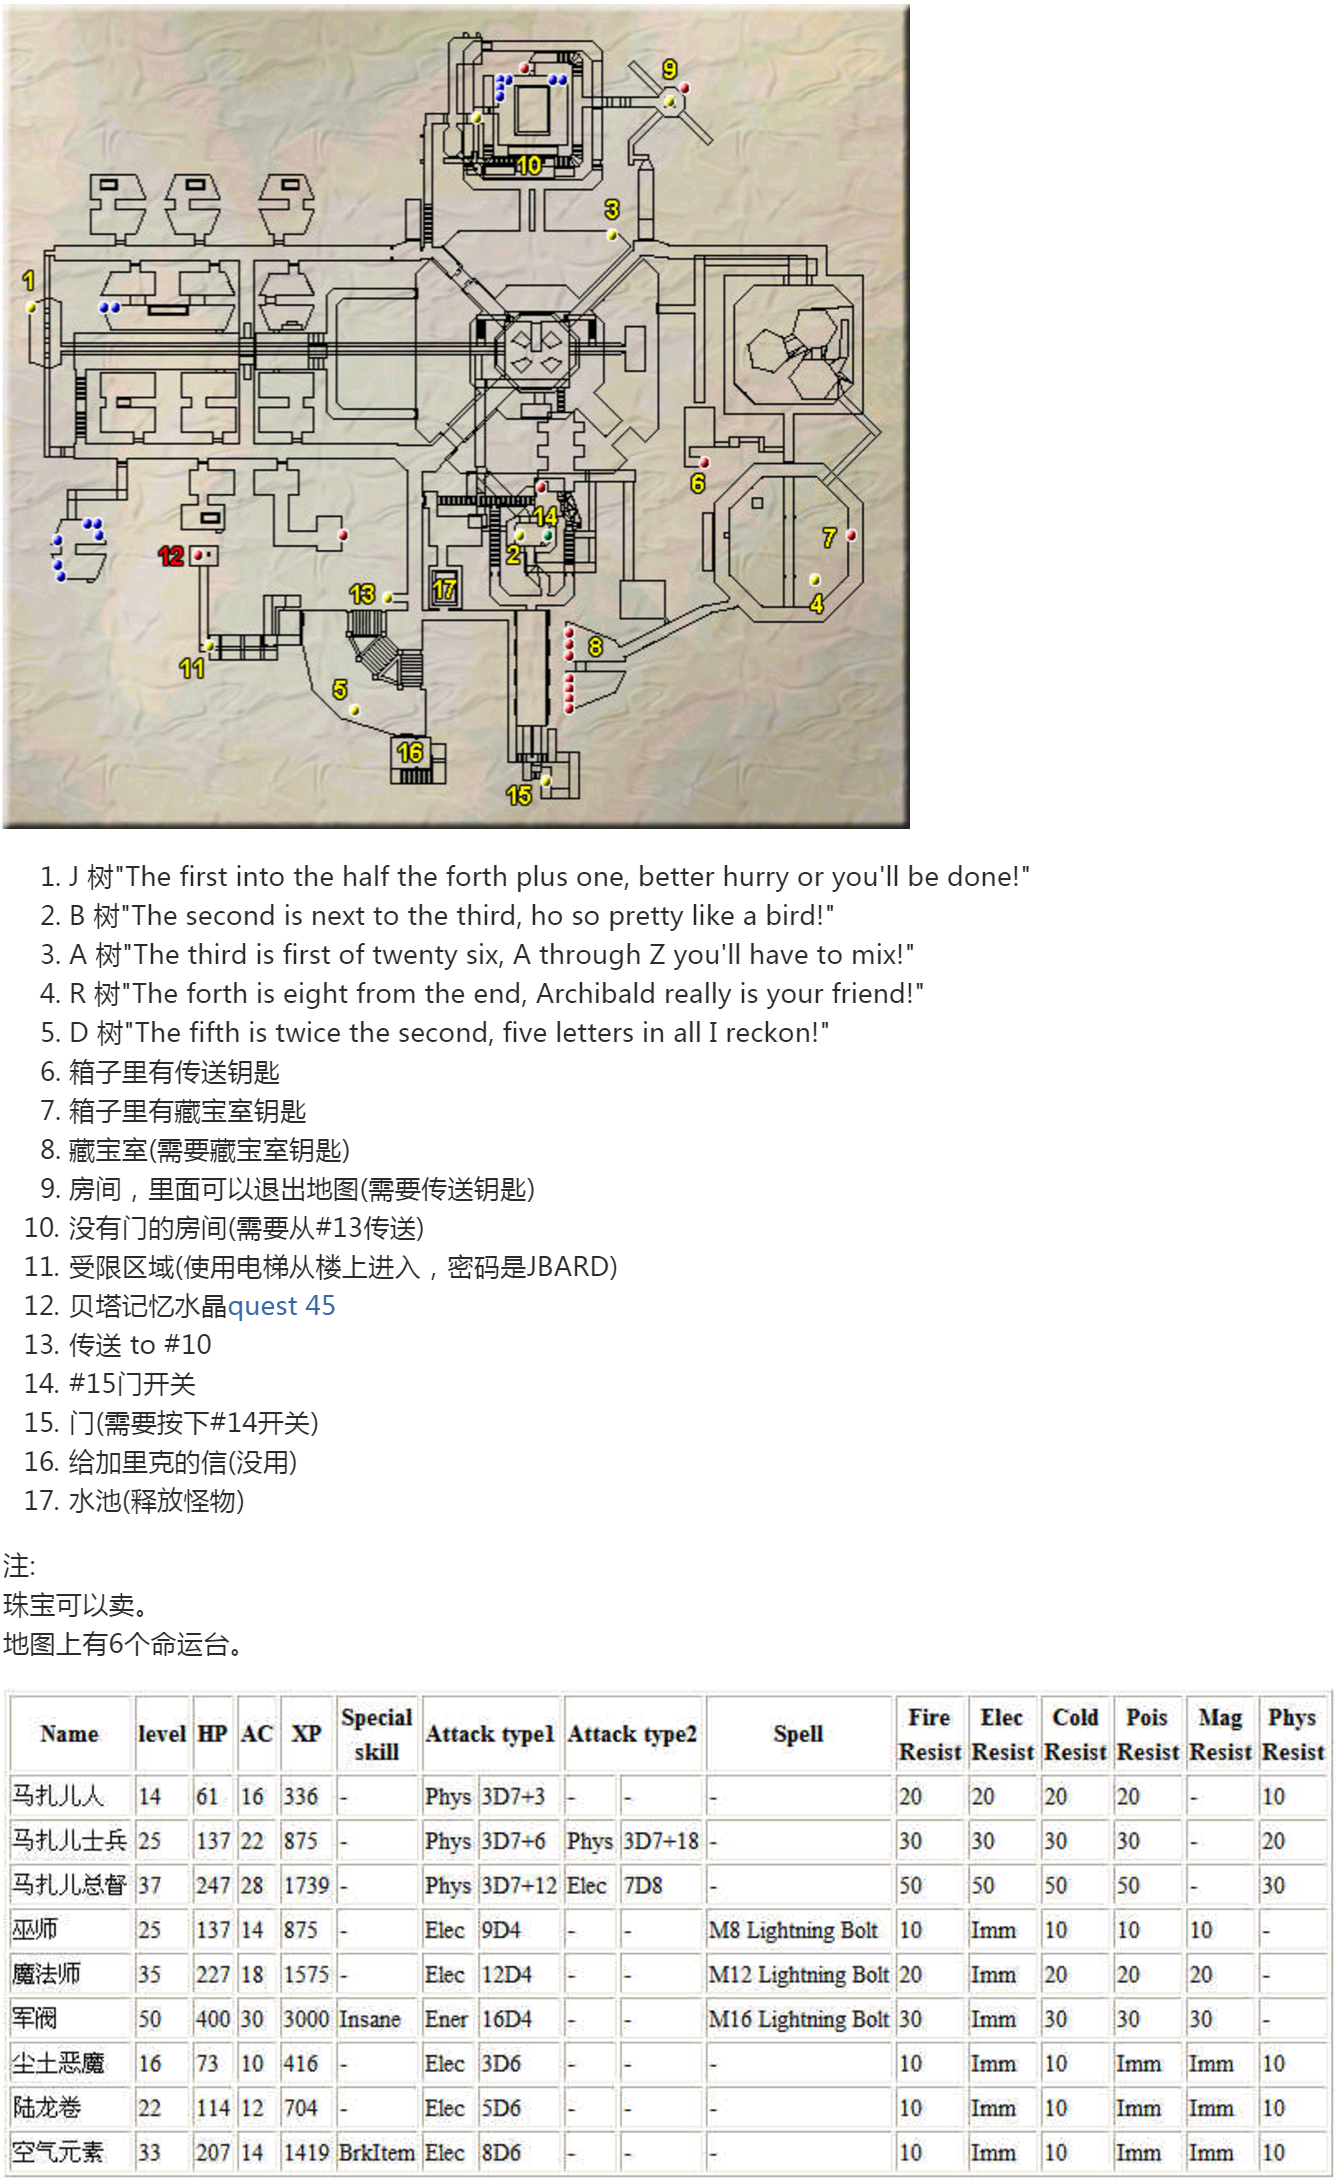 9
10
3
1
6
14
7
12
2
13
17
4
8
11
5
16
15
1. J 树"The first into the half the forth plus one, better hurry or you'll be done!"
2. B 树"The second is next to the third, ho so pretty like a bird!"
3. A 树"The third is first of twenty six, A through Z you'll have to mix!"
4. R 树"The forth is eight from the end, Archibald really is your friend!"
5. D 树"The fifth is twice the second, five letters in all I reckon!"
6. 箱子里有传送钥匙
7. 箱子里有藏宝室钥匙
8. 藏宝室(需要藏宝室钥匙)
9. 房间，里面可以退出地图(需要传送钥匙)
10. 没有门的房间(需要从#13传送)
11. 受限区域(使用电梯从楼上进入，密码是JBARD)
12. 贝塔记忆水晶quest 45
13. 传送 to #10
14. #15门开关
15. 门(需要按下#14开关)
16. 给加里克的信(没用)
17. 水池(释放怪物)
注:
珠宝可以卖。
地图上有6个命运台。
Name level HP AC XP Special skill Attack type1 Attack type2 Spell Fire Resist Elec Resist Cold Resist Pois Resist Mag Resist Phys Resist
马扎儿人 14 61 16 336 - Phys 3D7+3 - - - 20 20 20 20 - 10
马扎儿士兵 25 137 22 875 - Phys 3D7+6 Phys 3D7+18 - 30 30 30 30 - 20
马扎儿总督 37 247 28 1739 - Phys 3D7+12 Elec 7D8 - 50 50 50 50 - 30
巫师 25 137 14 875 - Elec 9D4 - - M8 Lightning Bolt 10 Imm 10 10 10 -
魔法师 35 227 18 1575 - Elec 12D4 - - M12 Lightning Bolt 20 Imm 20 20 20 -
军阀 50 400 30 3000 Insane Ener 16D4 - - M16 Lightning Bolt 30 Imm 30 30 30 -
尘土恶魔 16 73 10 416 - Elec 3D6 - - - 10 Imm 10 Imm Imm 10
陆龙卷 22 114 12 704 - Elec 5D6 - - - 10 Imm 10 Imm Imm 10
空气元素 33 207 14 1419 BrkItem Elec 8D6 - - - 10 Imm 10 Imm Imm 10